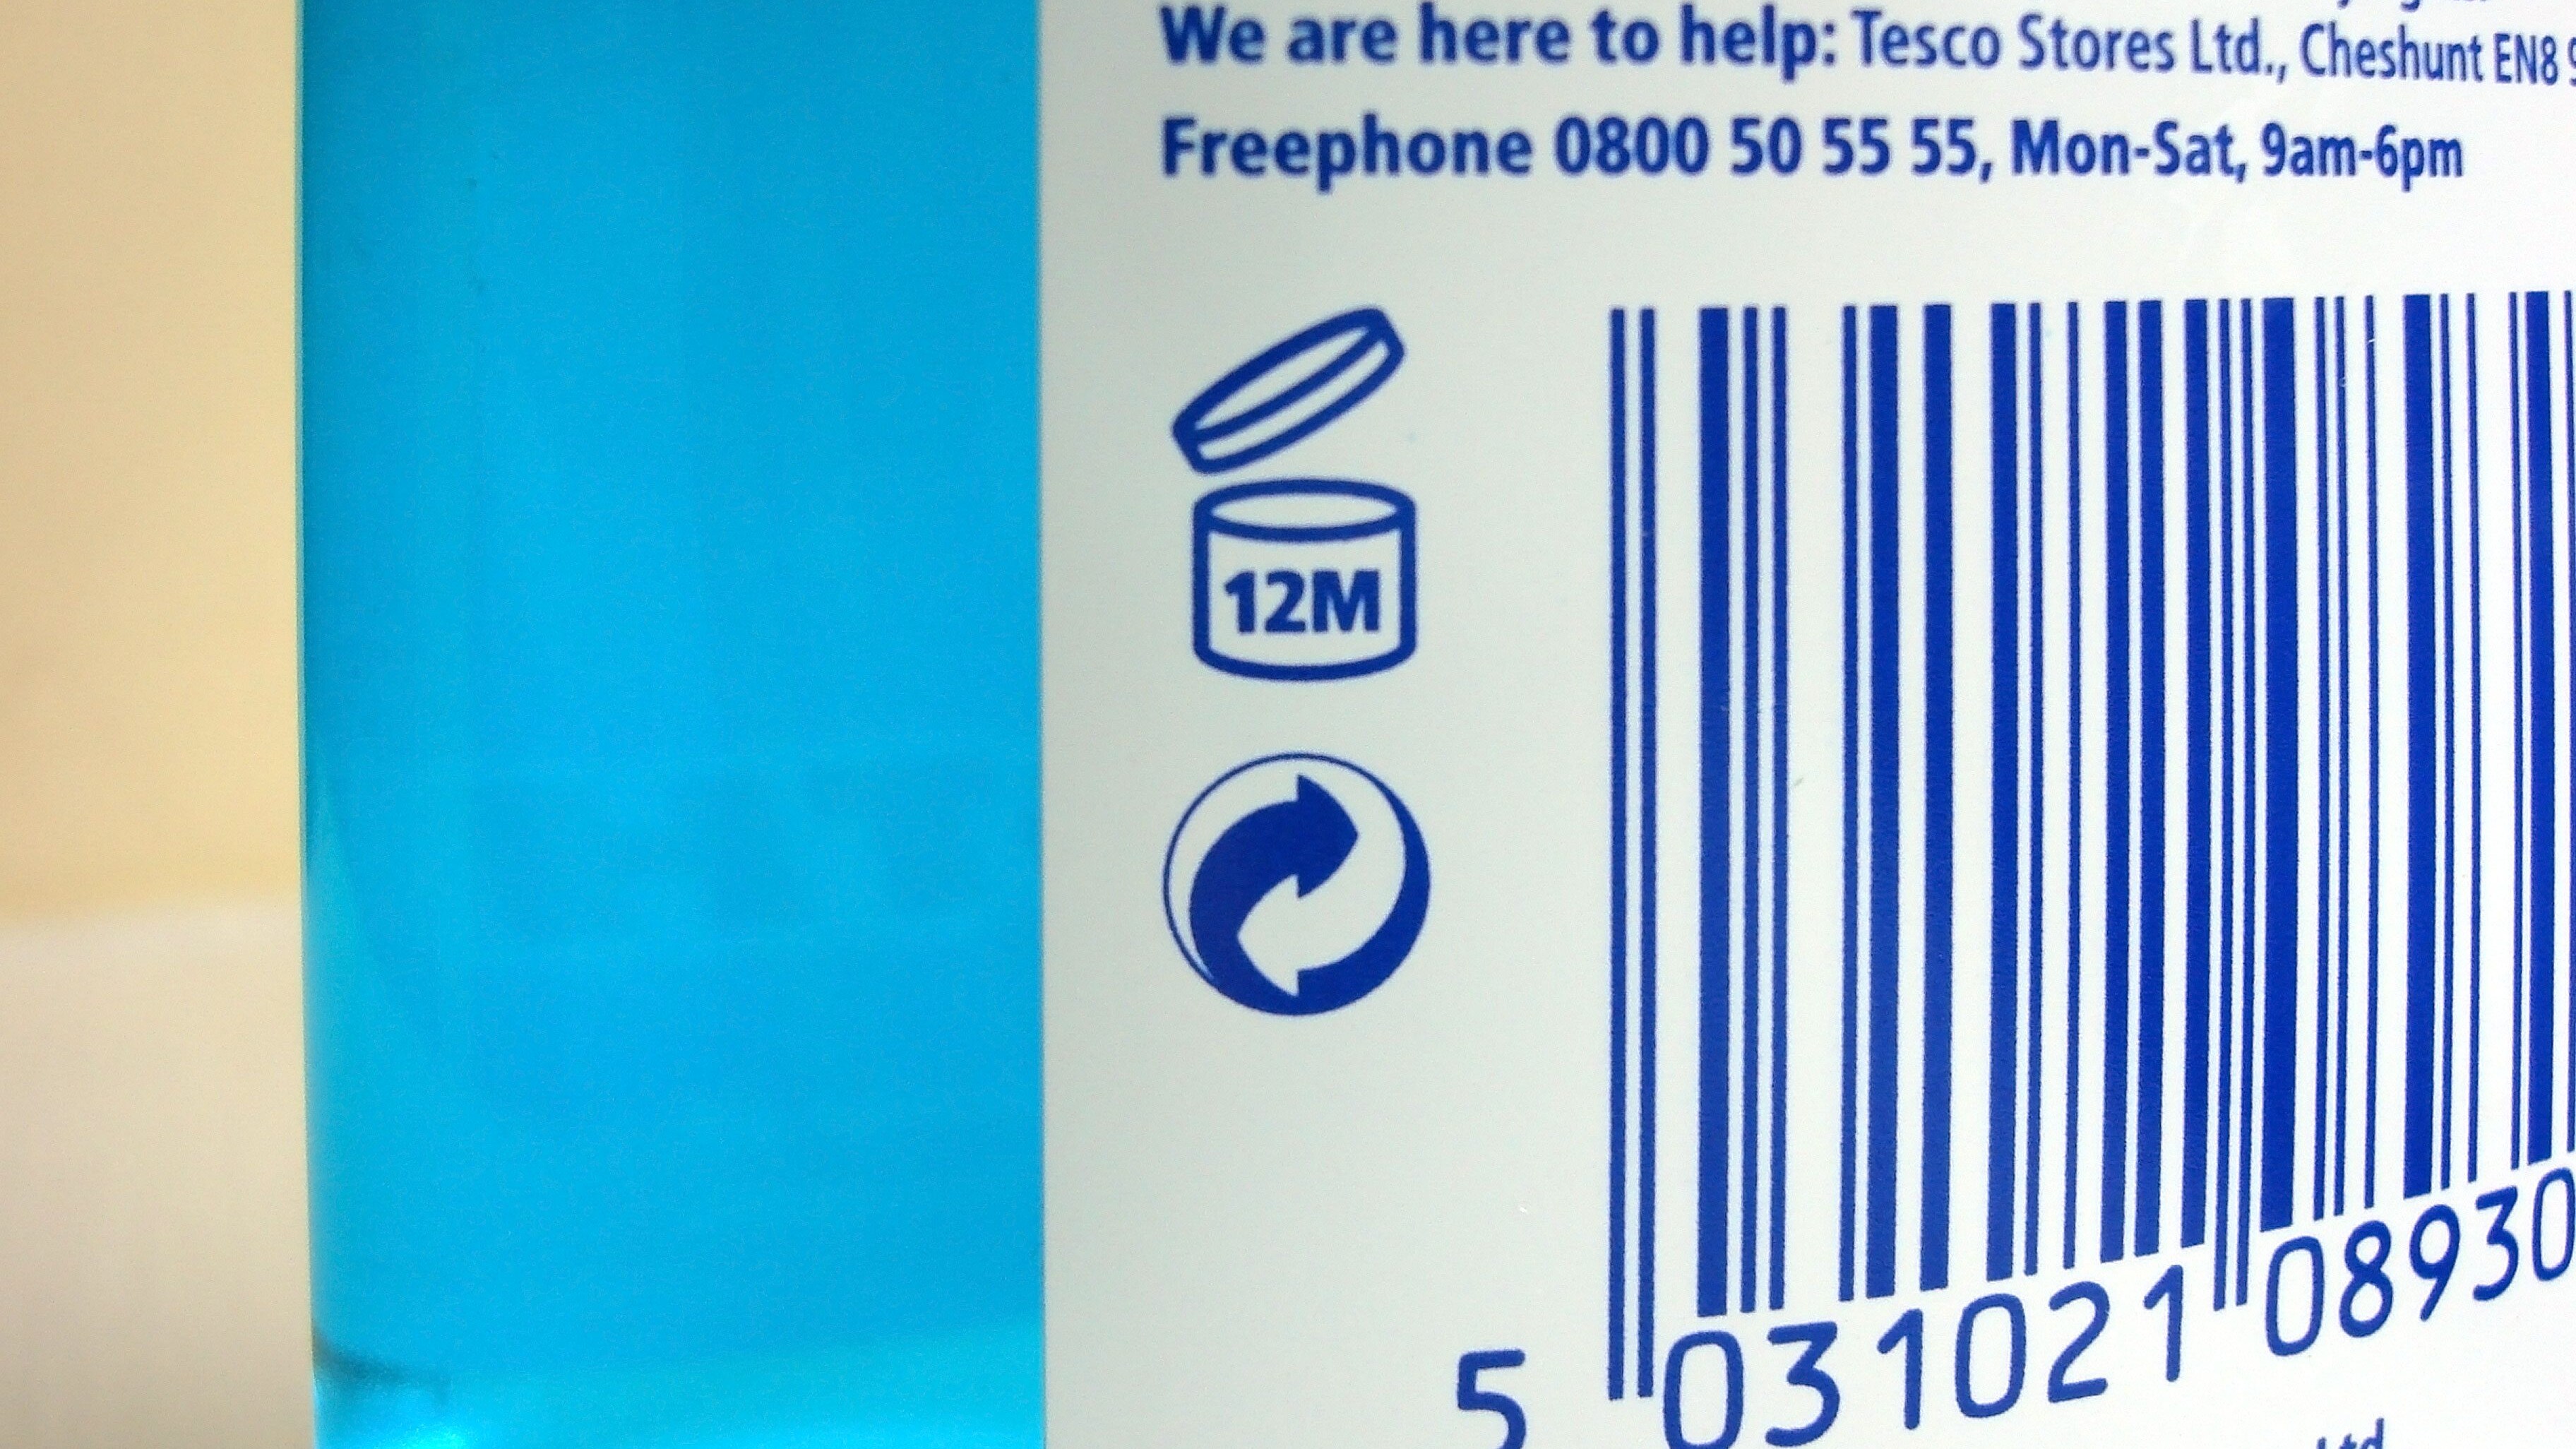 We are here to help: Tesco Stores Ltd., Cheshunt EN8
Freephone 0800 50 55 55, Mon-Sat, 9am-6pm
12M
5 031021 08930
Ltd